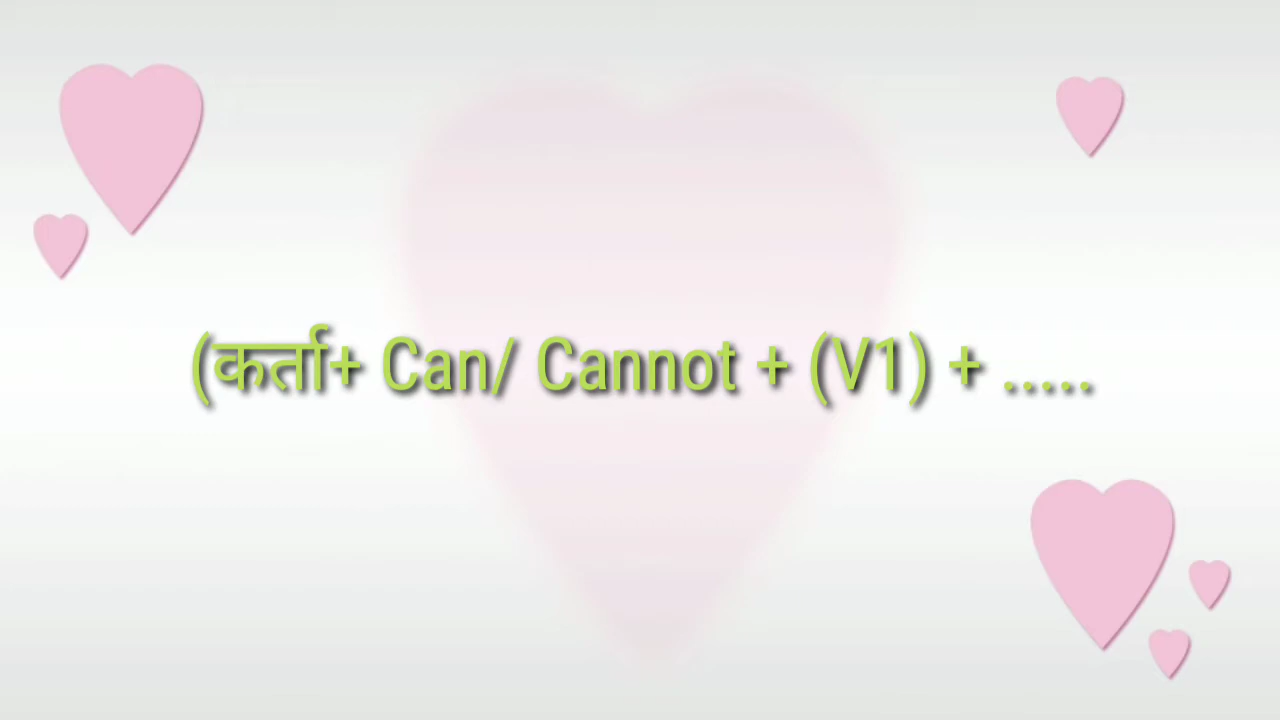 (कर्ता+ Can/ Cannot + (V1) + .....